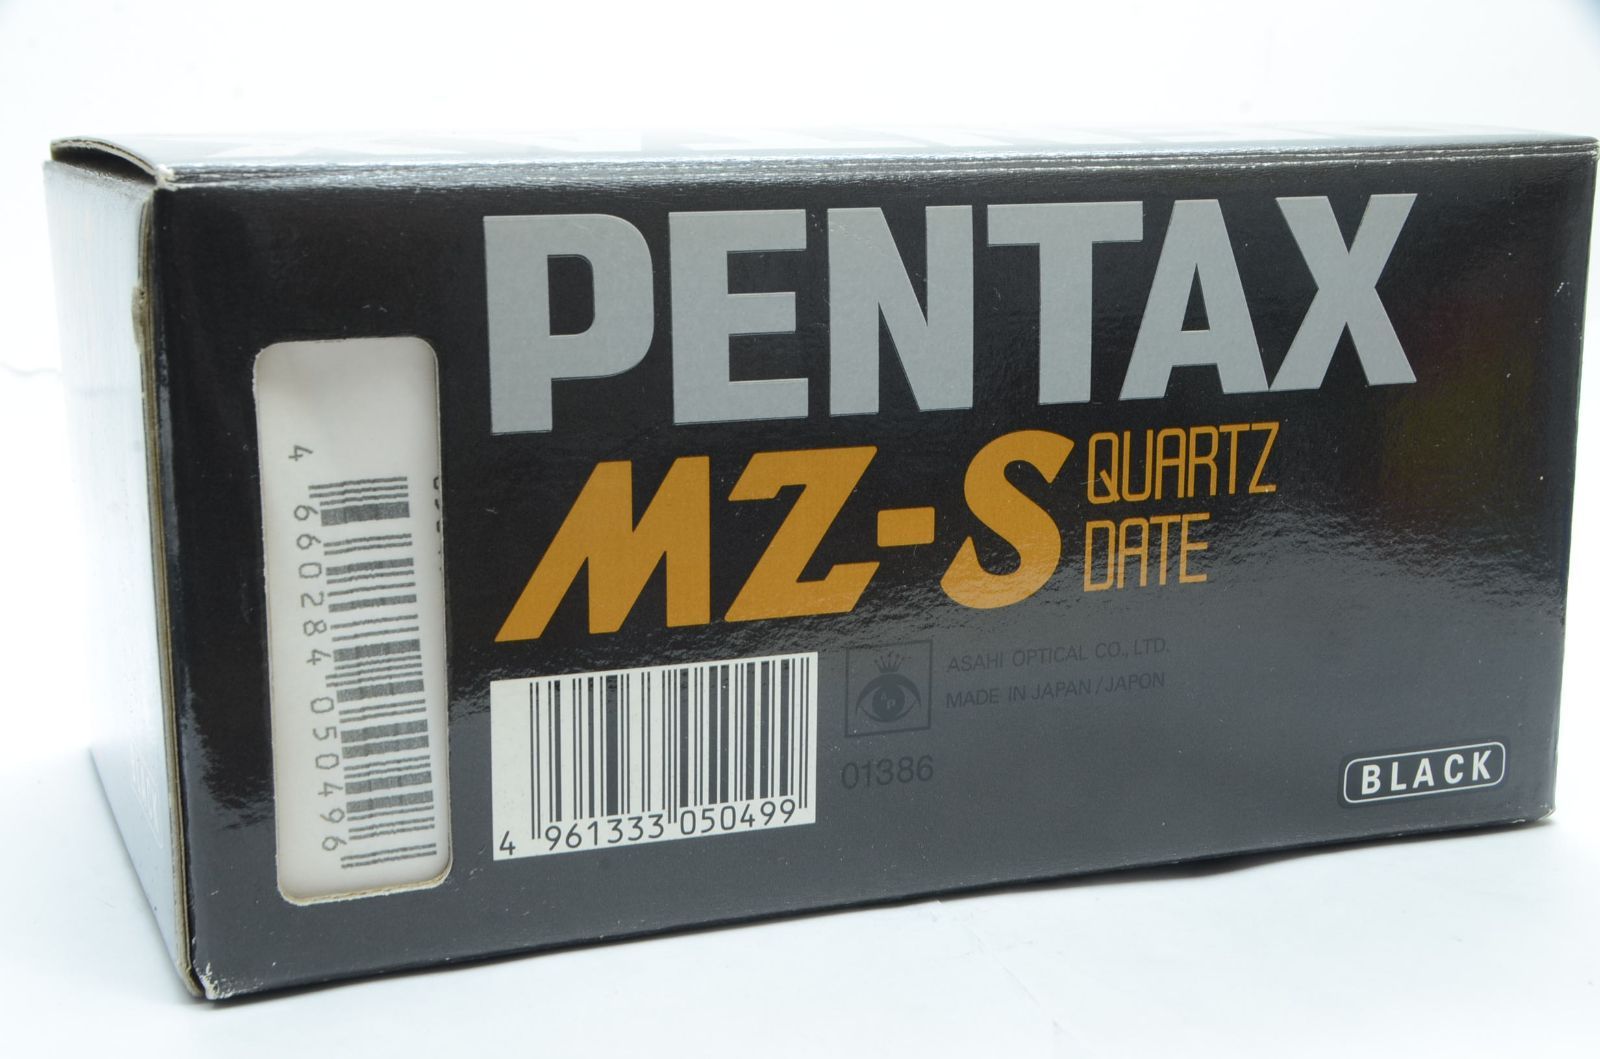 PENTAX
MZ-S QUARTZ
DATE
4 660284 050496
4 961333 050499
ASAHI OPTICAL CO., LTD.
MADE IN JAPAN / JAPON
01386
BLACK